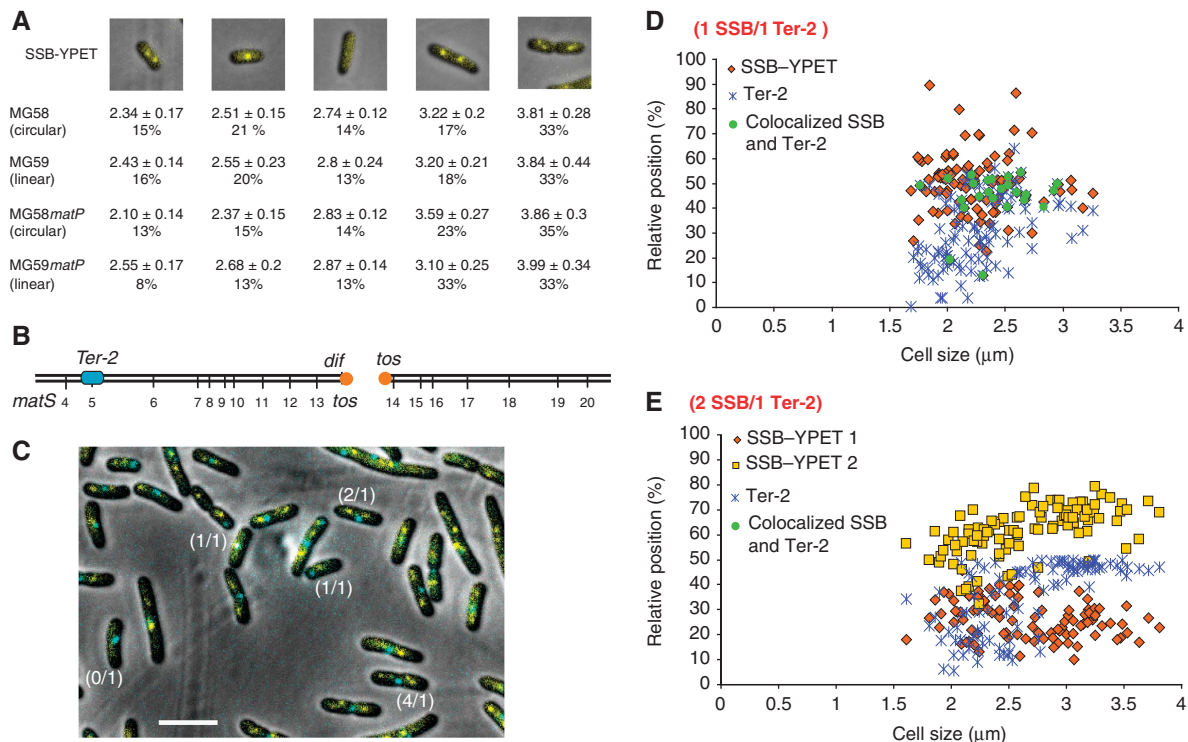 A
SSB-YPET
MG58 2.34 ± 0.17 2.51 ± 0.15 2.74 ± 0.12 3.22 ± 0.2 3.81 ± 0.28
(circular) 15% 21 % 14% 17% 33%
MG59 2.43 ± 0.14 2.55 ± 0.23 2.8 ± 0.24 3.20 ± 0.21 3.84 ± 0.44
(linear) 16% 20% 13% 18% 33%
MG58matP 2.10 ± 0.14 2.37 ± 0.15 2.83 ± 0.12 3.59 ± 0.27 3.86 ± 0.3
(circular) 13% 15% 14% 23% 35%
MG59matP 2.55 ± 0.17 2.68 ± 0.2 2.87 ± 0.14 3.10 ± 0.25 3.99 ± 0.34
(linear) 8% 13% 13% 33% 33%
B
Ter-2 dif tos
matS 4 5 6 7 8 9 10 11 12 13 tos 14 15 16 17 18 19 20
C
(2/1)
(1/1)
(1/1)
(0/1)
(4/1)
D
(1 SSB/1 Ter-2 )
SSB–YPET
Ter-2
Colocalized SSB
and Ter-2
Relative position (%)
100
90
80
70
60
50
40
30
20
10
0
0 0.5 1 1.5 2 2.5 3 3.5 4
Cell size (μm)
E
(2 SSB/1 Ter-2)
SSB–YPET 1
SSB–YPET 2
Ter-2
Colocalized SSB
and Ter-2
Relative position (%)
100
90
80
70
60
50
40
30
20
10
0
0 0.5 1 1.5 2 2.5 3 3.5 4
Cell size (μm)